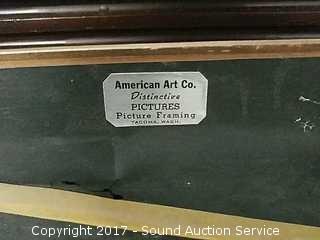 American Art Co.
Distinctive
PICTURES
Picture Framing
TACOMA, WASH.
Copyright 2017 - Sound Auction Service